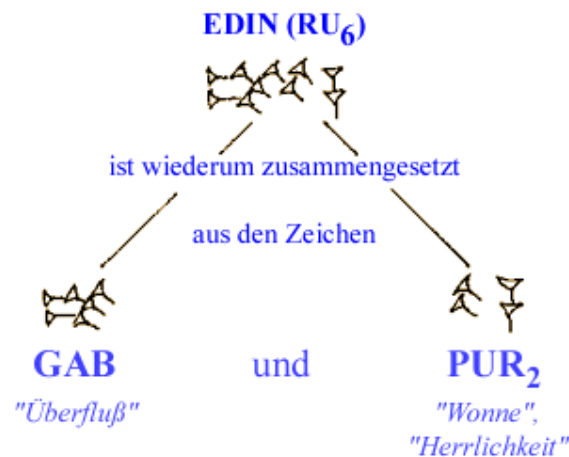 EDIN (RU6)
ist wiederum zusammengesetzt
aus den Zeichen
GAB und PUR2
"Überfluß" "Wonne",
"Herrlichkeit"